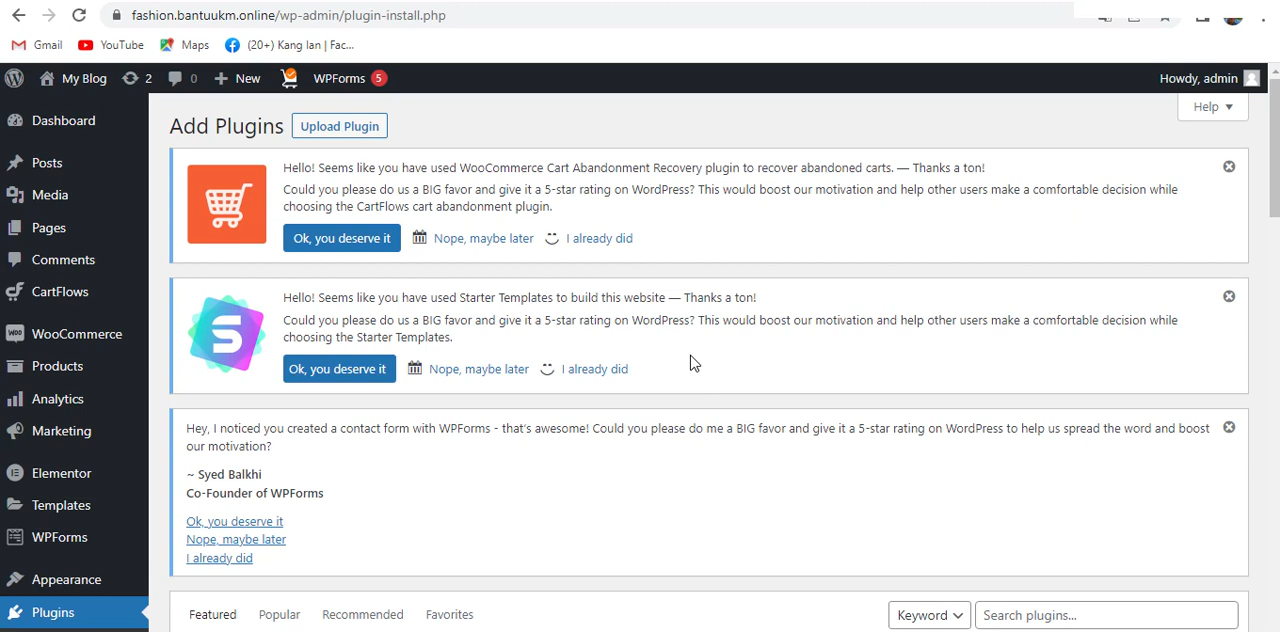 fashion.bantuukm.online/wp-admin/plugin-install.php
Gmail YouTube Maps (20+) Kang Ian | Fac...
My Blog 2 0 + New WPForms 5 Howdy, admin
Help
Dashboard
Posts
Media
Pages
Comments
CartFlows
WOO WooCommerce
Products
Analytics
Marketing
Elementor
Templates
WPForms
Appearance
Plugins
Add Plugins Upload Plugin
Hello! Seems like you have used WooCommerce Cart Abandonment Recovery plugin to recover abandoned carts. — Thanks a ton!
Could you please do us a BIG favor and give it a 5-star rating on WordPress? This would boost our motivation and help other users make a comfortable decision while
choosing the CartFlows cart abandonment plugin.
Ok, you deserve it Nope, maybe later I already did
Hello! Seems like you have used Starter Templates to build this website — Thanks a ton!
Could you please do us a BIG favor and give it a 5-star rating on WordPress? This would boost our motivation and help other users make a comfortable decision while
choosing the Starter Templates.
Ok, you deserve it Nope, maybe later I already did
Hey, I noticed you created a contact form with WPForms - that's awesome! Could you please do me a BIG favor and give it a 5-star rating on WordPress to help us spread the word and boost
our motivation?
~ Syed Balkhi
Co-Founder of WPForms
Ok, you deserve it
Nope, maybe later
I already did
Featured Popular Recommended Favorites Keyword Search plugins...